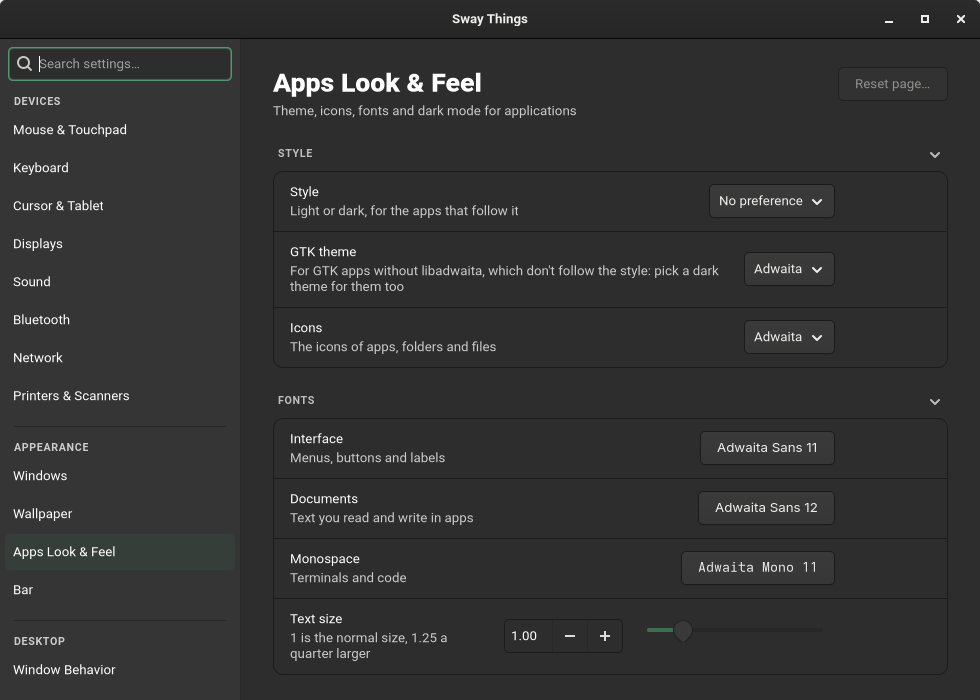 Sway Things
Search settings...
DEVICES
Mouse & Touchpad
Keyboard
Cursor & Tablet
Displays
Sound
Bluetooth
Network
Printers & Scanners
APPEARANCE
Windows
Wallpaper
Apps Look & Feel
Bar
DESKTOP
Window Behavior
Apps Look & Feel
Theme, icons, fonts and dark mode for applications
Reset page...
STYLE
Style
Light or dark, for the apps that follow it
No preference
GTK theme
For GTK apps without libadwaita, which don't follow the style: pick a dark
theme for them too
Adwaita
Icons
The icons of apps, folders and files
Adwaita
FONTS
Interface
Menus, buttons and labels
Adwaita Sans 11
Documents
Text you read and write in apps
Adwaita Sans 12
Monospace
Terminals and code
Adwaita Mono 11
Text size
1 is the normal size, 1.25 a
quarter larger
1.00